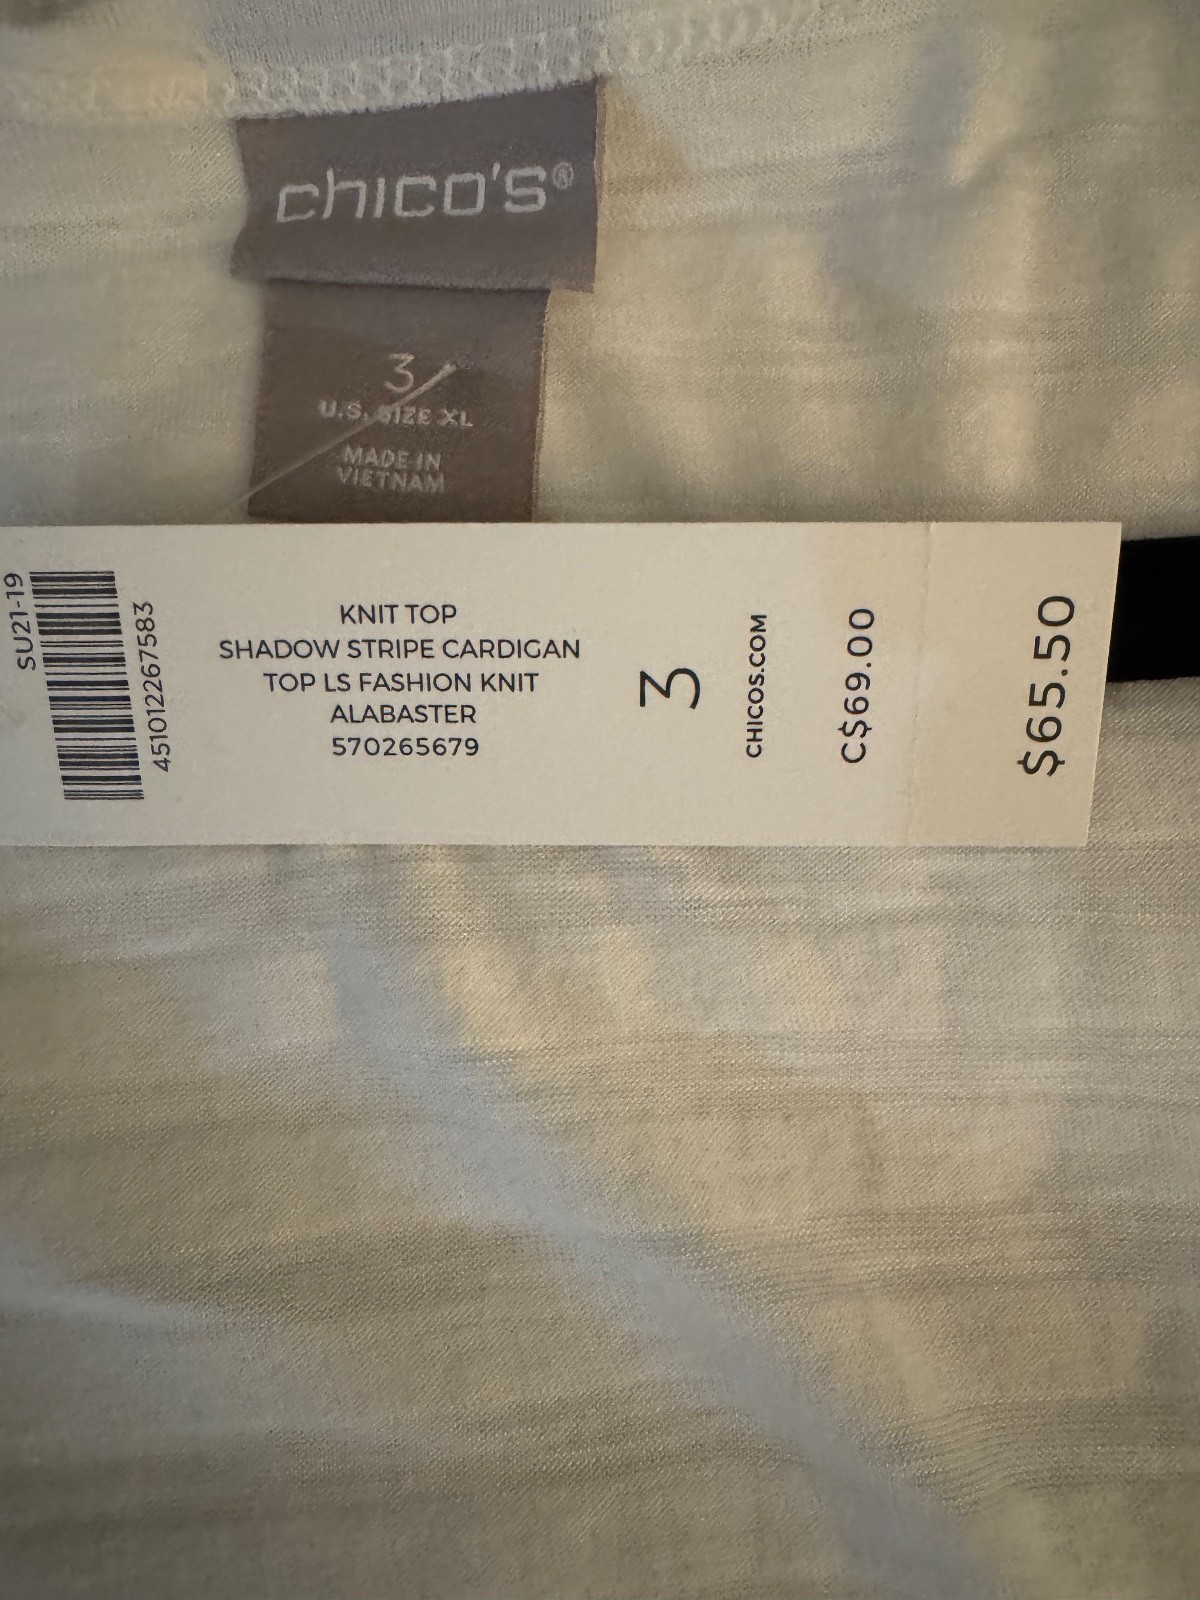 chico's®
3
U.S. SIZE XL
MADE IN
VIETNAM
SU21-19
451012267583
KNIT TOP
SHADOW STRIPE CARDIGAN
TOP LS FASHION KNIT
ALABASTER
570265679
3
CHICOS.COM
C$69.00
$65.50